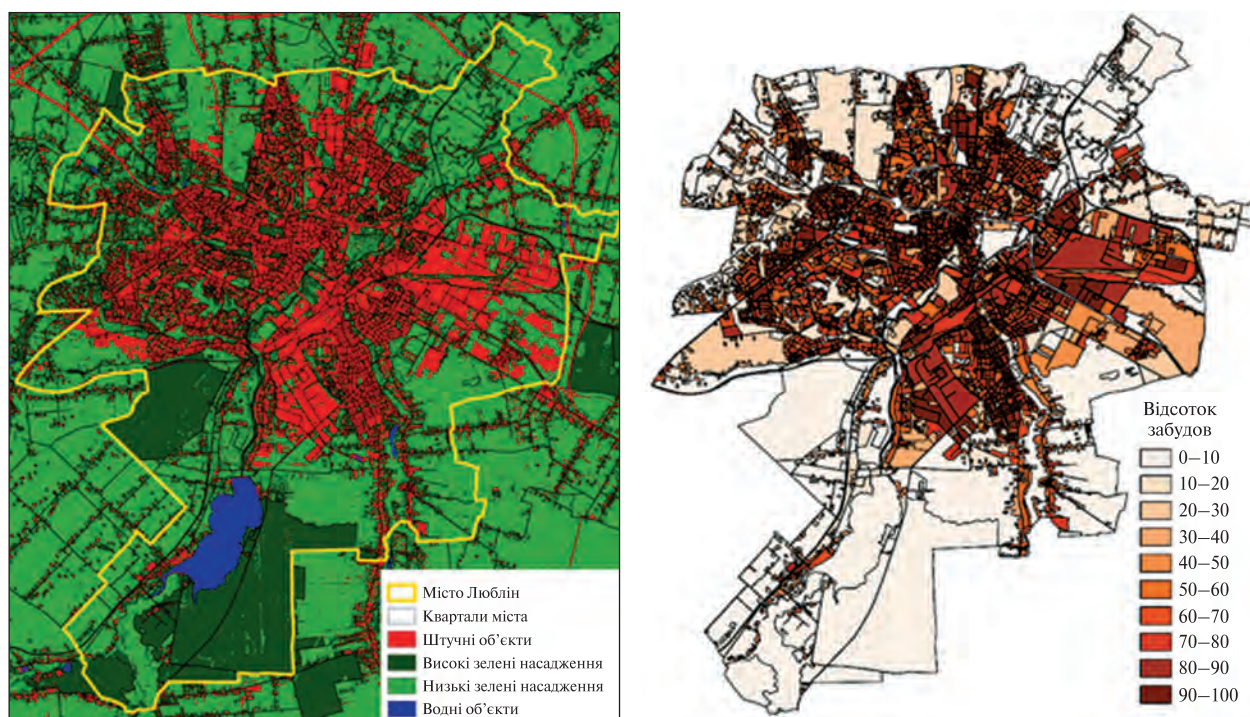 Місто Люблін
Квартали міста
Штучні об’єкти
Високі зелені насадження
Низькі зелені насадження
Водні об’єкти
Відсоток
забудов
0—10
10—20
20—30
30—40
40—50
50—60
60—70
70—80
80—90
90—100